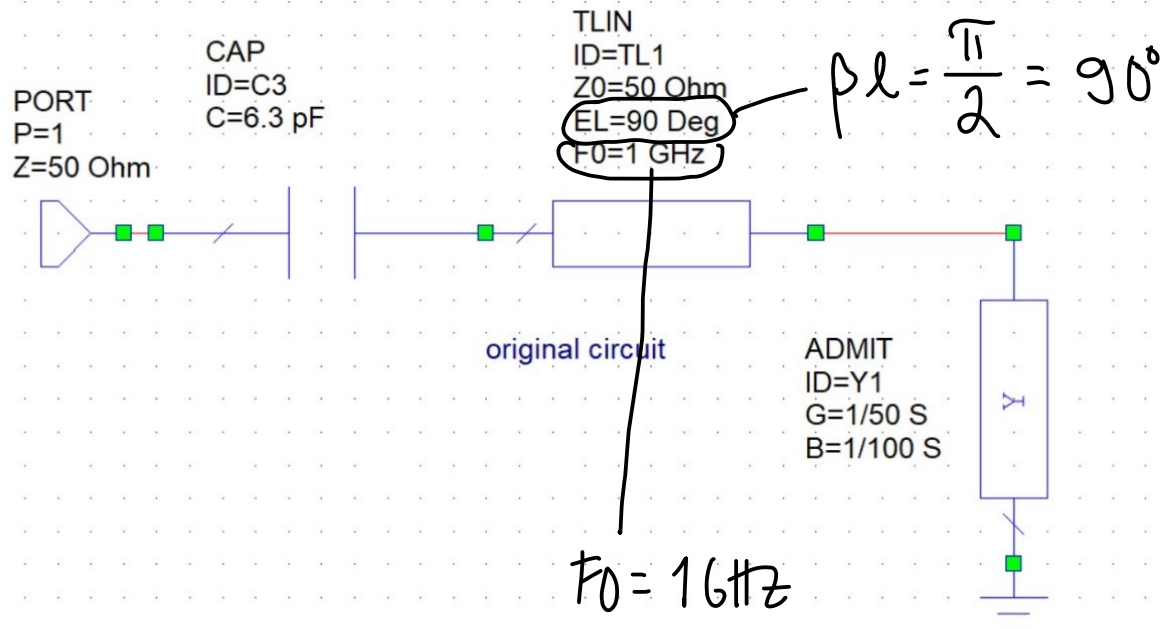 PORT
P=1
Z=50 Ohm
CAP
ID=C3
C=6.3 pF
TLIN
ID=TL1
Z0=50 Ohm
EL=90 Deg
F0=1 GHz
βl = π/2 = 90°
original circuit
ADMIT
ID=Y1
G=1/50 S
B=1/100 S
Y
F0 = 1GHz